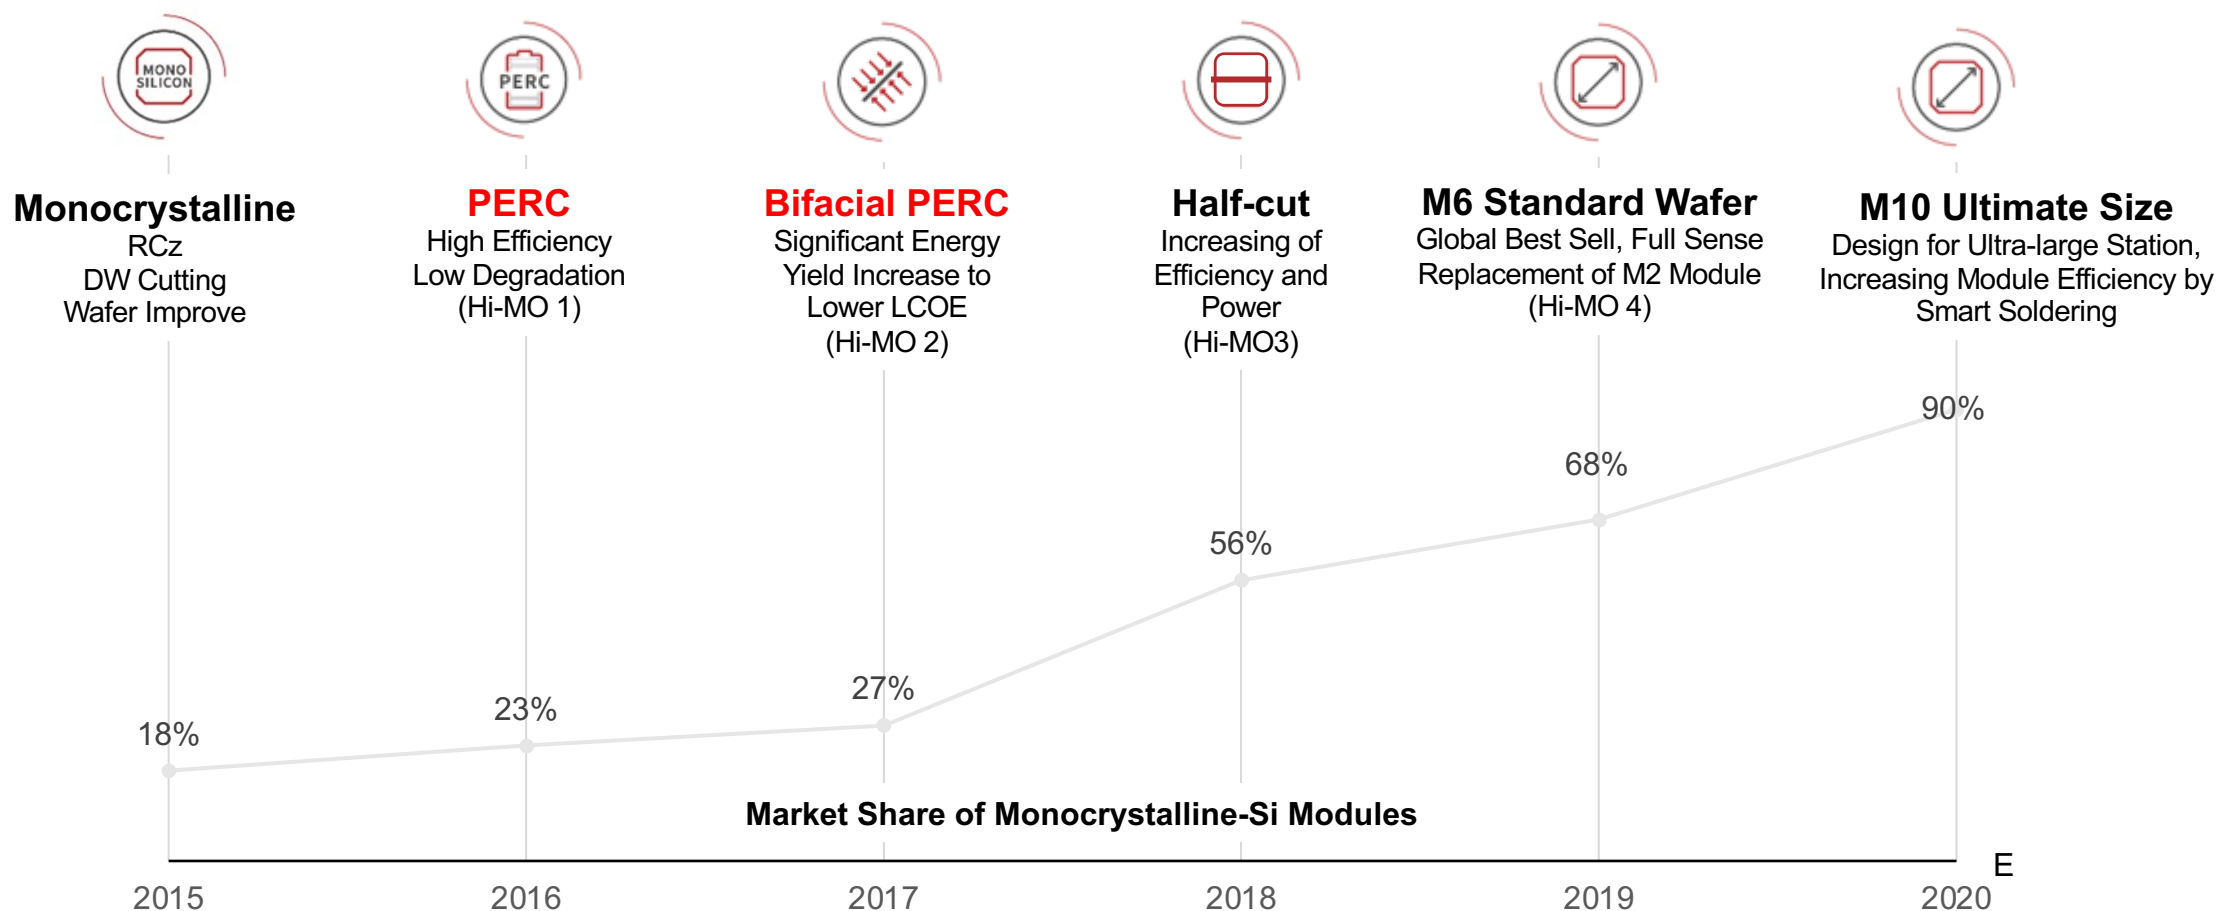 MONO
SILICON
PERC
Monocrystalline
RCz
DW Cutting
Wafer Improve
PERC
High Efficiency
Low Degradation
(Hi-MO 1)
Bifacial PERC
Significant Energy
Yield Increase to
Lower LCOE
(Hi-MO 2)
Half-cut
Increasing of
Efficiency and
Power
(Hi-MO3)
M6 Standard Wafer
Global Best Sell, Full Sense
Replacement of M2 Module
(Hi-MO 4)
M10 Ultimate Size
Design for Ultra-large Station,
Increasing Module Efficiency by
Smart Soldering
18%
23%
27%
56%
68%
90%
Market Share of Monocrystalline-Si Modules
2015
2016
2017
2018
2019
2020
E